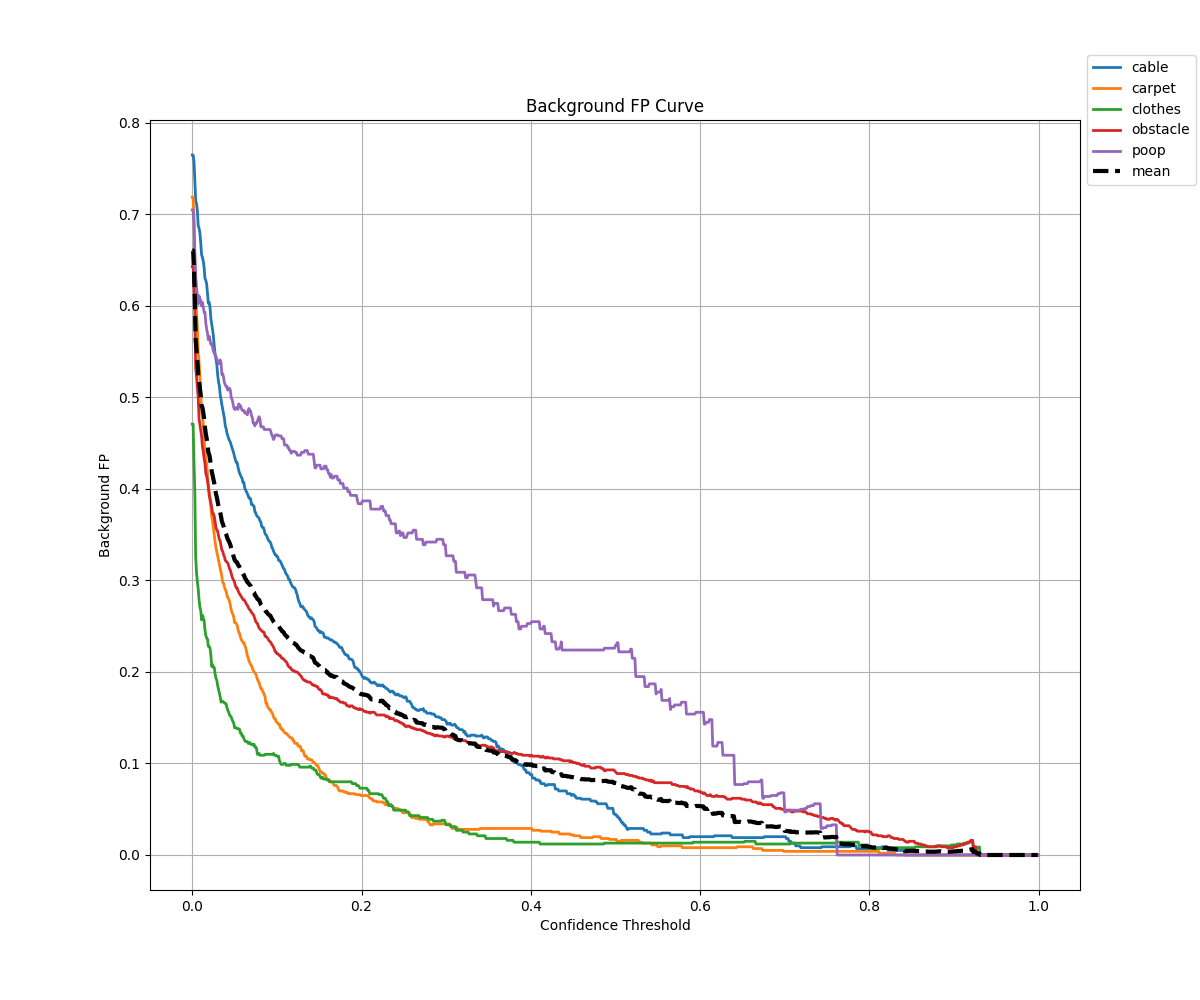 Background FP Curve
cable
carpet
clothes
obstacle
poop
mean
Background FP
0.8
0.7
0.6
0.5
0.4
0.3
0.2
0.1
0.0
0.0 0.2 0.4 0.6 0.8 1.0
Confidence Threshold